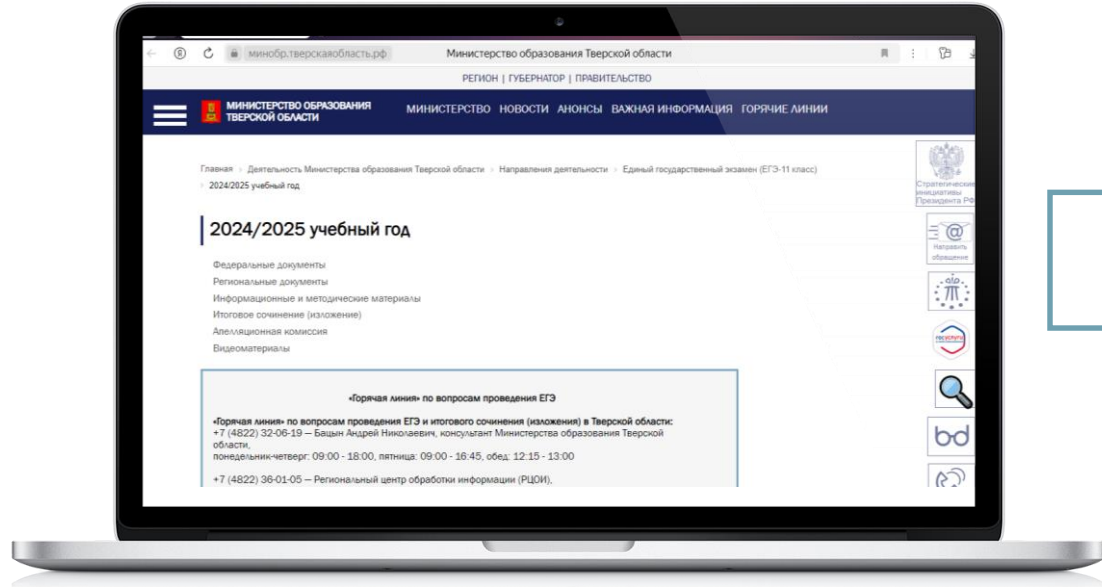 минобр.тверскаяобласть.рф Министерство образования Тверской области
РЕГИОН | ГУБЕРНАТОР | ПРАВИТЕЛЬСТВО
МИНИСТЕРСТВО ОБРАЗОВАНИЯ
ТВЕРСКОЙ ОБЛАСТИ
МИНИСТЕРСТВО НОВОСТИ АНОНСЫ ВАЖНАЯ ИНФОРМАЦИЯ ГОРЯЧИЕ ЛИНИИ
Главная › Деятельность Министерства образования Тверской области › Направления деятельности › Единый государственный экзамен (ЕГЭ-11 класс)
› 2024/2025 учебный год
2024/2025 учебный год
Федеральные документы
Региональные документы
Информационные и методические материалы
Итоговое сочинение (изложение)
Апелляционная комиссия
Видеоматериалы
«Горячая линия» по вопросам проведения ЕГЭ
«Горячая линия» по вопросам проведения ЕГЭ и итогового сочинения (изложения) в Тверской области:
+7 (4822) 32-06-19 — Бацын Андрей Николаевич, консультант Министерства образования Тверской
области,
понедельник-четверг: 09:00 - 18:00, пятница: 09:00 - 16:45, обед: 12:15 - 13:00
+7 (4822) 36-01-05 — Региональный центр обработки информации (РЦОИ),
Стратегические
инициативы
Президента РФ
Направить
обращение
госуслуги